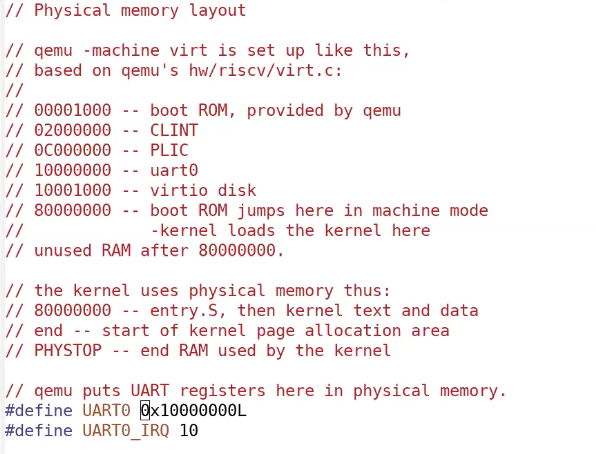 // Physical memory layout

// qemu -machine virt is set up like this,
// based on qemu's hw/riscv/virt.c:
//
// 00001000 -- boot ROM, provided by qemu
// 02000000 -- CLINT
// 0C000000 -- PLIC
// 10000000 -- uart0
// 10001000 -- virtio disk
// 80000000 -- boot ROM jumps here in machine mode
//             -kernel loads the kernel here
// unused RAM after 80000000.

// the kernel uses physical memory thus:
// 80000000 -- entry.S, then kernel text and data
// end -- start of kernel page allocation area
// PHYSTOP -- end RAM used by the kernel

// qemu puts UART registers here in physical memory.
#define UART0 0x10000000L
#define UART0_IRQ 10